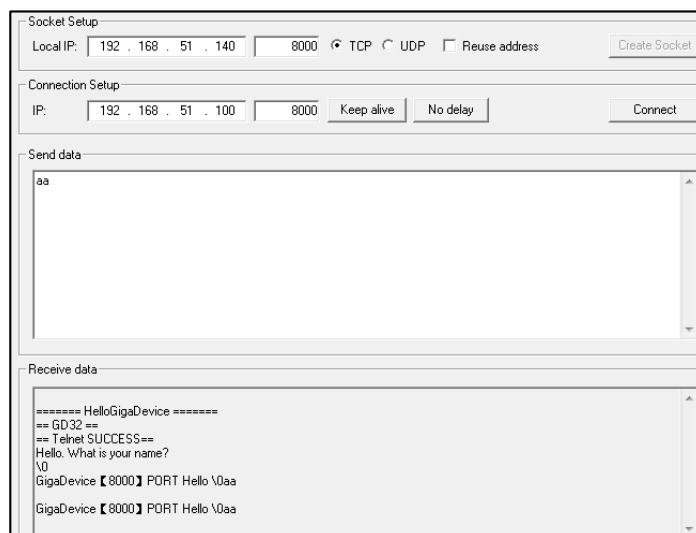 Socket Setup
Local IP: 192 . 168 . 51 . 140 8000 TCP UDP Reuse address Create Socket
Connection Setup
IP: 192 . 168 . 51 . 100 8000 Keep alive No delay Connect
Send data
aa
Receive data
======= HelloGigaDevice =======
== GD32 ==
== Telnet SUCCESS==
Hello. What is your name?
\0
GigaDevice【8000】PORT Hello \0aa
GigaDevice【8000】PORT Hello \0aa